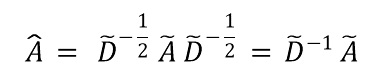 Â = D̃^{-1/2} Ã D̃^{-1/2} = D̃^{-1} Ã